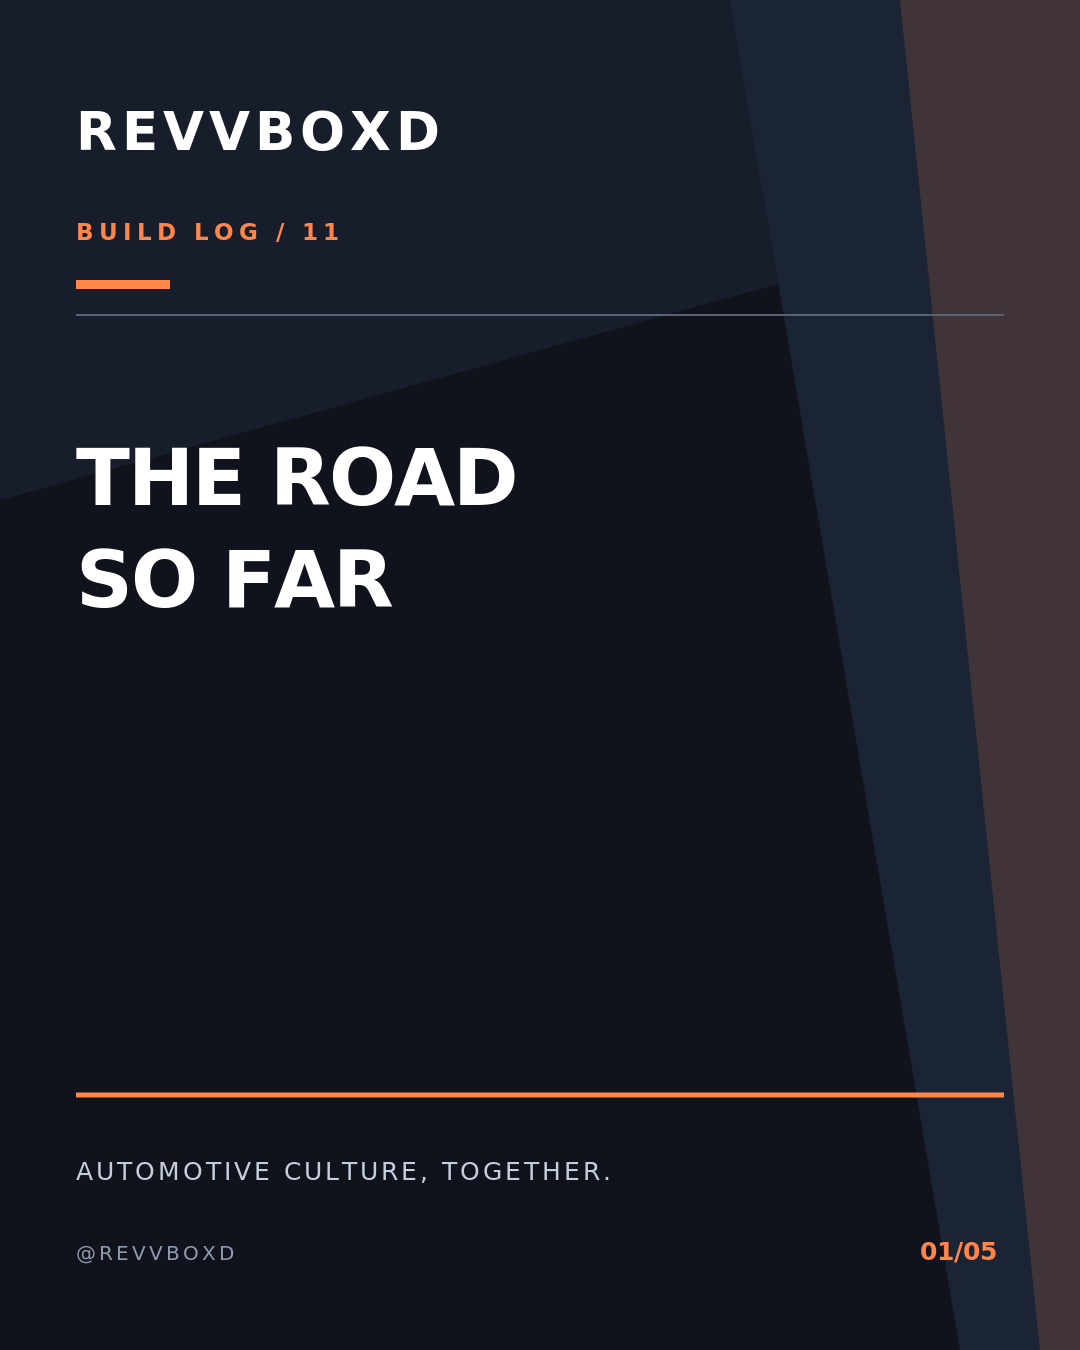 REVVBOXD
BUILD LOG / 11
THE ROAD
SO FAR
AUTOMOTIVE CULTURE, TOGETHER.
@REVVBOXD
01/05